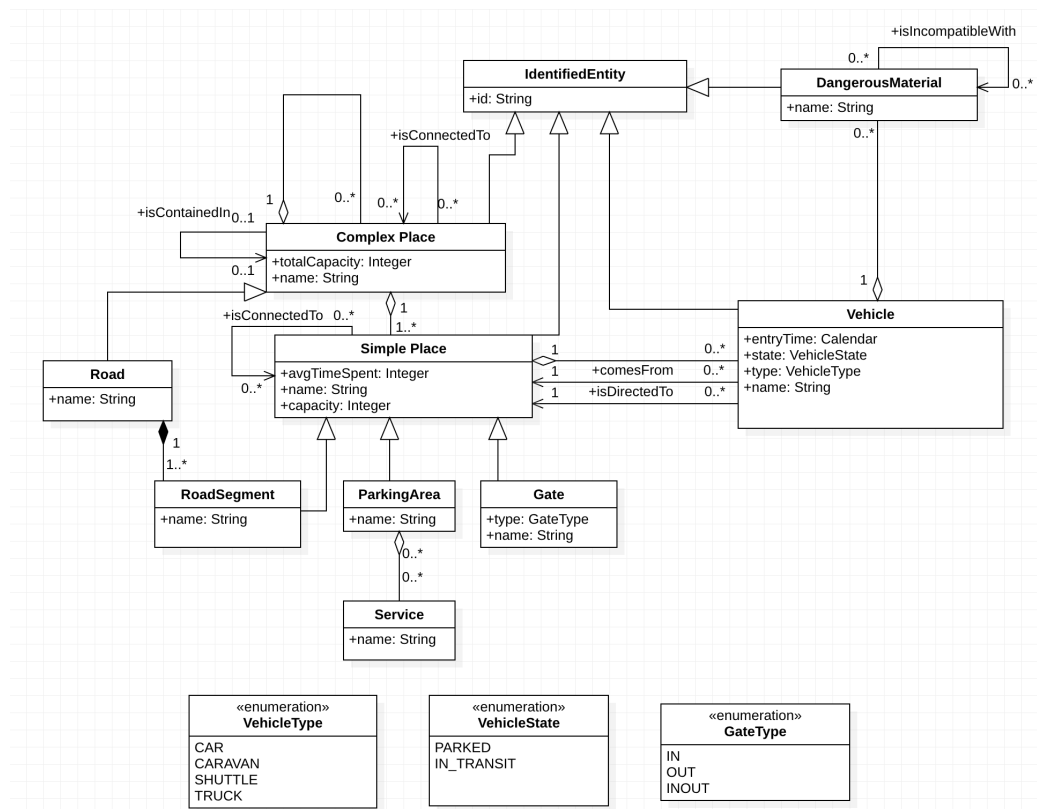 +isIncompatibleWith
0..*
0..*
IdentifiedEntity
+id: String
DangerousMaterial
+name: String
0..*
+isConnectedTo
1
0..*
0..*
0..*
+isContainedIn
0..1
0..1
Complex Place
+totalCapacity: Integer
+name: String
1
1..*
+isConnectedTo
0..*
0..*
Simple Place
+avgTimeSpent: Integer
+name: String
+capacity: Integer
1
0..*
1
+comesFrom
0..*
1
+isDirectedTo
0..*
1
Vehicle
+entryTime: Calendar
+state: VehicleState
+type: VehicleType
+name: String
Road
+name: String
1
1..*
RoadSegment
+name: String
ParkingArea
+name: String
Gate
+type: GateType
+name: String
0..*
0..*
Service
+name: String
«enumeration»
VehicleType
CAR
CARAVAN
SHUTTLE
TRUCK
«enumeration»
VehicleState
PARKED
IN_TRANSIT
«enumeration»
GateType
IN
OUT
INOUT